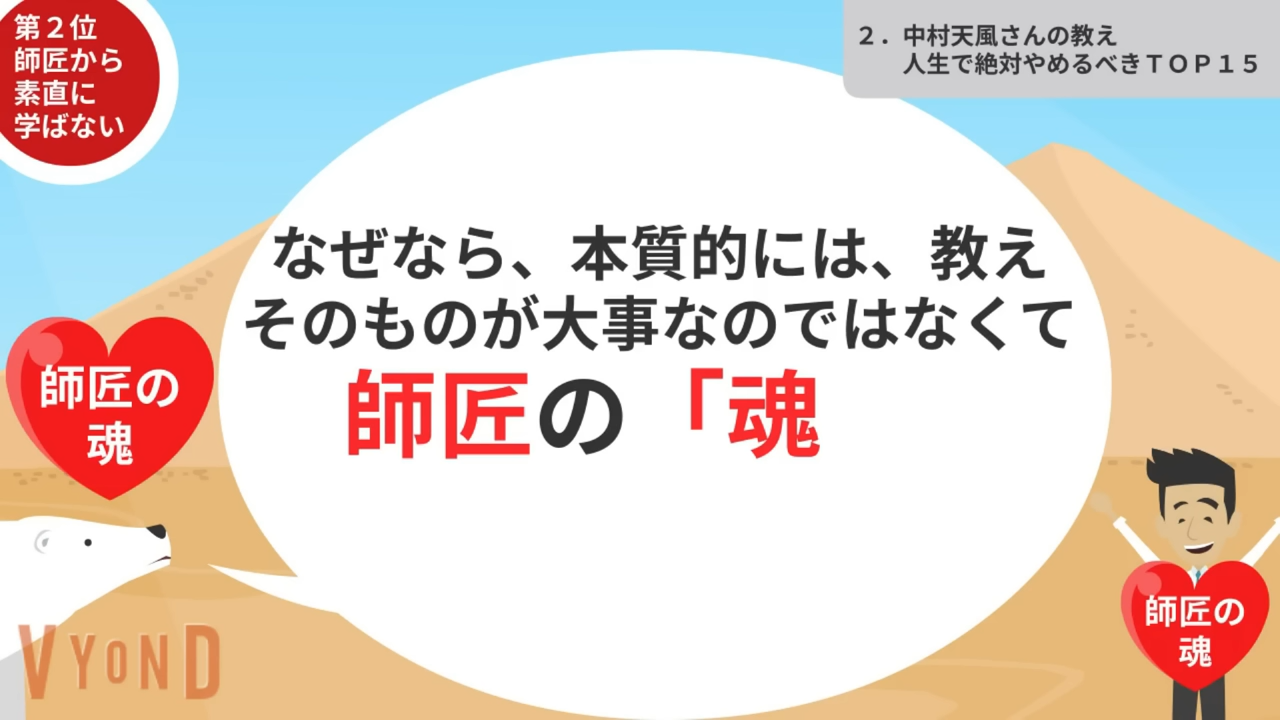 第２位
師匠から
素直に
学ばない
２．中村天風さんの教え
人生で絶対やめるべきＴＯＰ１５
なぜなら、本質的には、教え
そのものが大事なのではなくて
師匠の「魂
師匠の
魂
師匠の
魂
VYOND